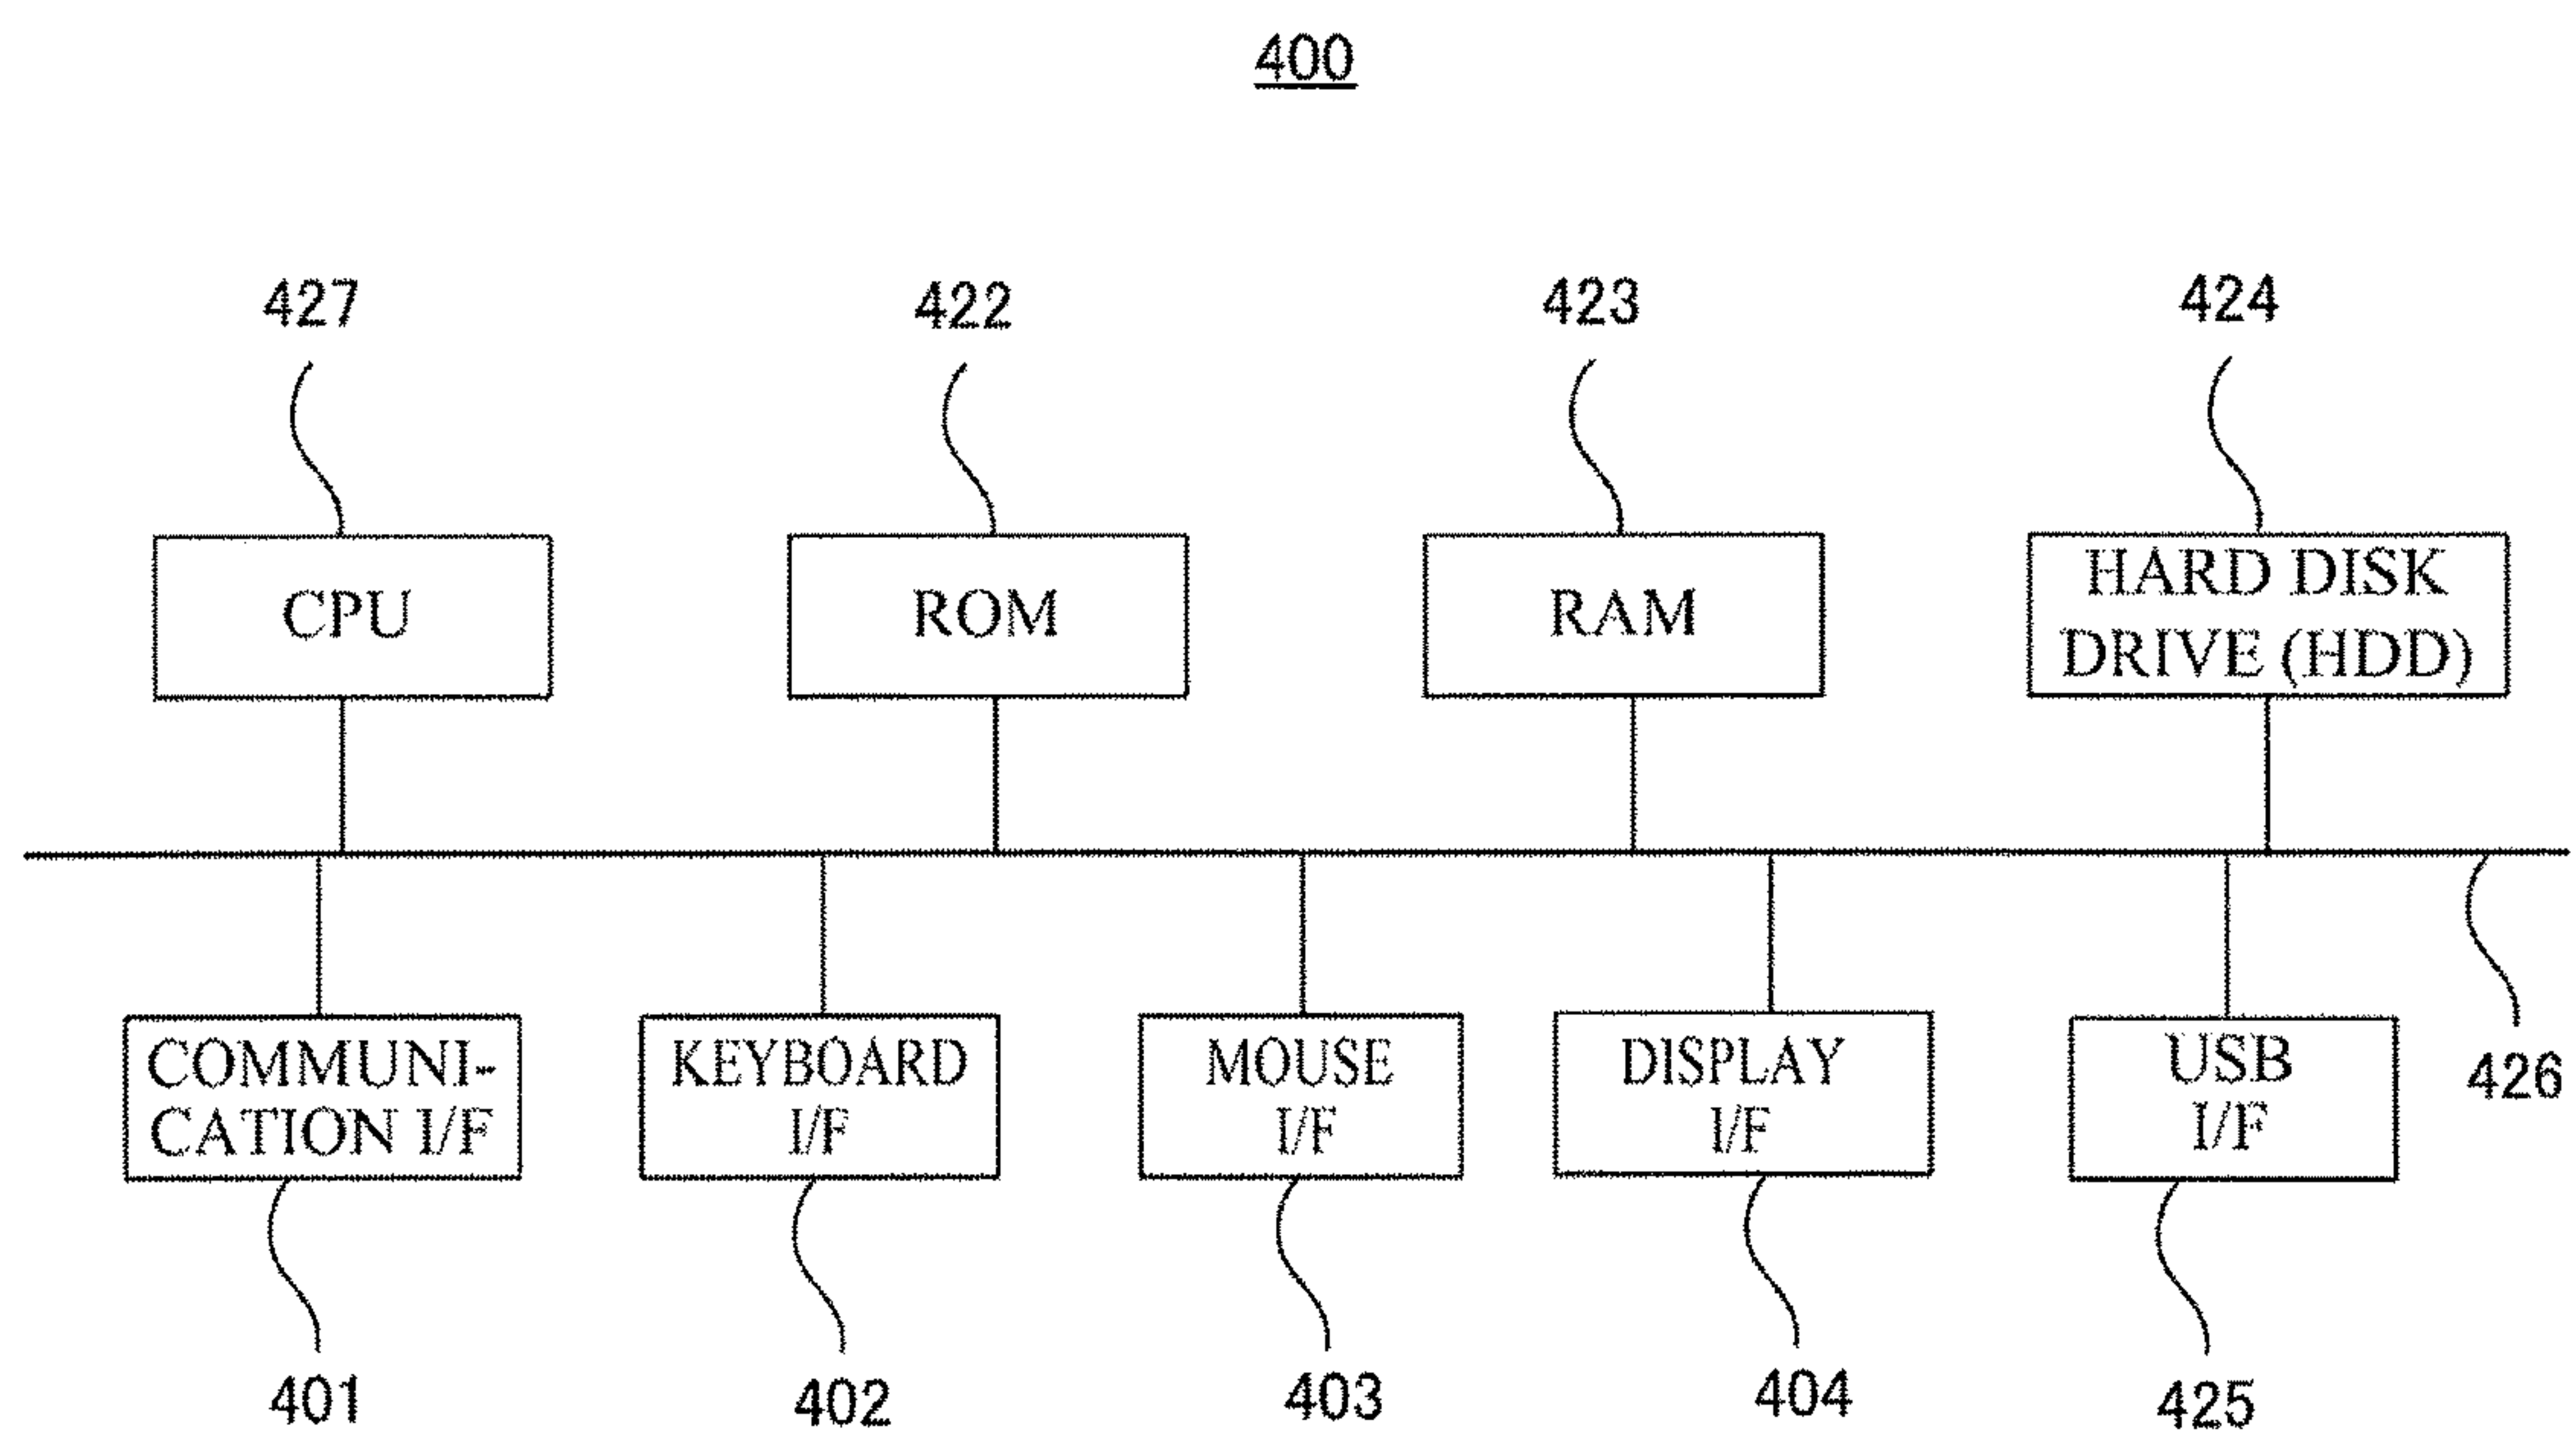 400
427
422
423
424
CPU
ROM
RAM
HARD DISK
DRIVE (HDD)
COMMUNI-
CATION I/F
KEYBOARD
I/F
MOUSE
I/F
DISPLAY
I/F
USB
I/F
426
401
402
403
404
425